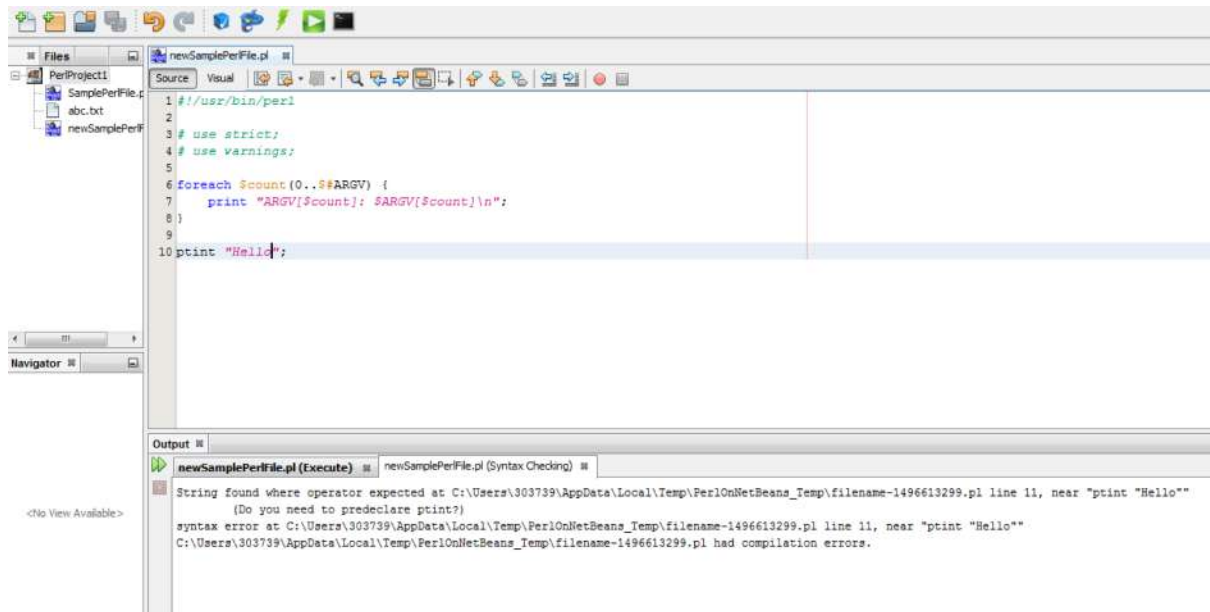 Files
newSamplePerlFile.pl
PerlProject1
SamplePerlFile.p
abc.txt
newSamplePerlF
Source Visual
1 #!/usr/bin/perl
2
3 # use strict;
4 # use warnings;
5
6 foreach $count(0..$#ARGV) {
7 print "ARGV[$count]: $ARGV[$count]\n";
8 }
9
10 ptint "Hello";
Navigator
<No View Available>
Output
newSamplePerlFile.pl (Execute) newSamplePerlFile.pl (Syntax Checking)
String found where operator expected at C:\Users\303739\AppData\Local\Temp\PerlOnNetBeans_Temp\filename-1496613299.pl line 11, near "ptint "Hello""
(Do you need to predeclare ptint?)
syntax error at C:\Users\303739\AppData\Local\Temp\PerlOnNetBeans_Temp\filename-1496613299.pl line 11, near "ptint "Hello""
C:\Users\303739\AppData\Local\Temp\PerlOnNetBeans_Temp\filename-1496613299.pl had compilation errors.